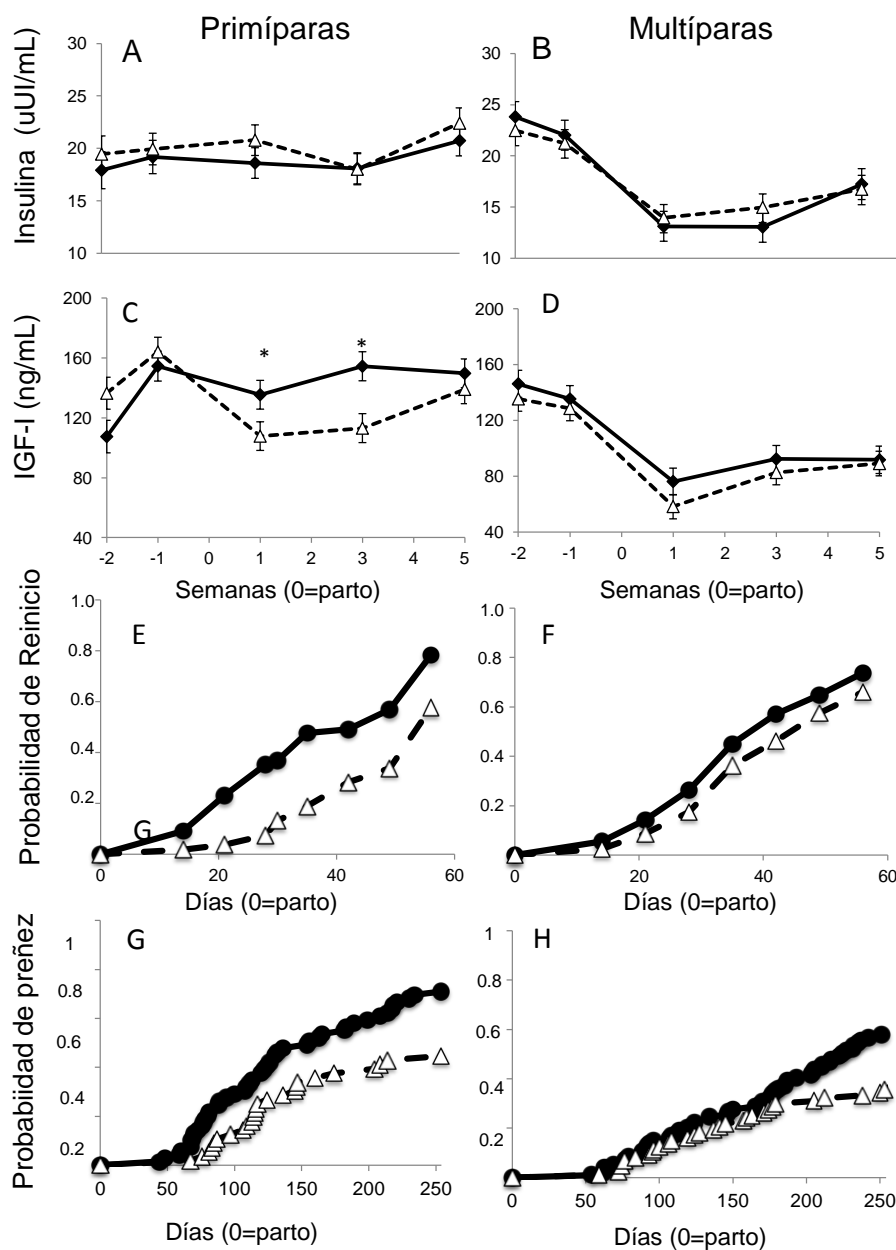 Primíparas
Multíparas
A
B
Insulina (uUI/mL)
30
25
20
15
10
30
25
20
15
10
C
D
IGF-I (ng/mL)
200
160
120
80
40
200
160
120
80
40
*
*
-2 -1 0 1 3 5
-2 -1 0 1 3 5
Semanas (0=parto)
Semanas (0=parto)
E
F
Probabilidad de Reinicio
1.0
0.8
0.6
0.4
0.2
1.0
0.8
0.6
0.4
0.2
G
0 20 40 60
0 20 40 60
Días (0=parto)
Días (0=parto)
G
H
Probabiidad de preñez
1
0.8
0.6
0.4
0.2
1
0.8
0.6
0.4
0.2
0 50 100 150 200 250
0 50 100 150 200 250
Días (0=parto)
Días (0=parto)